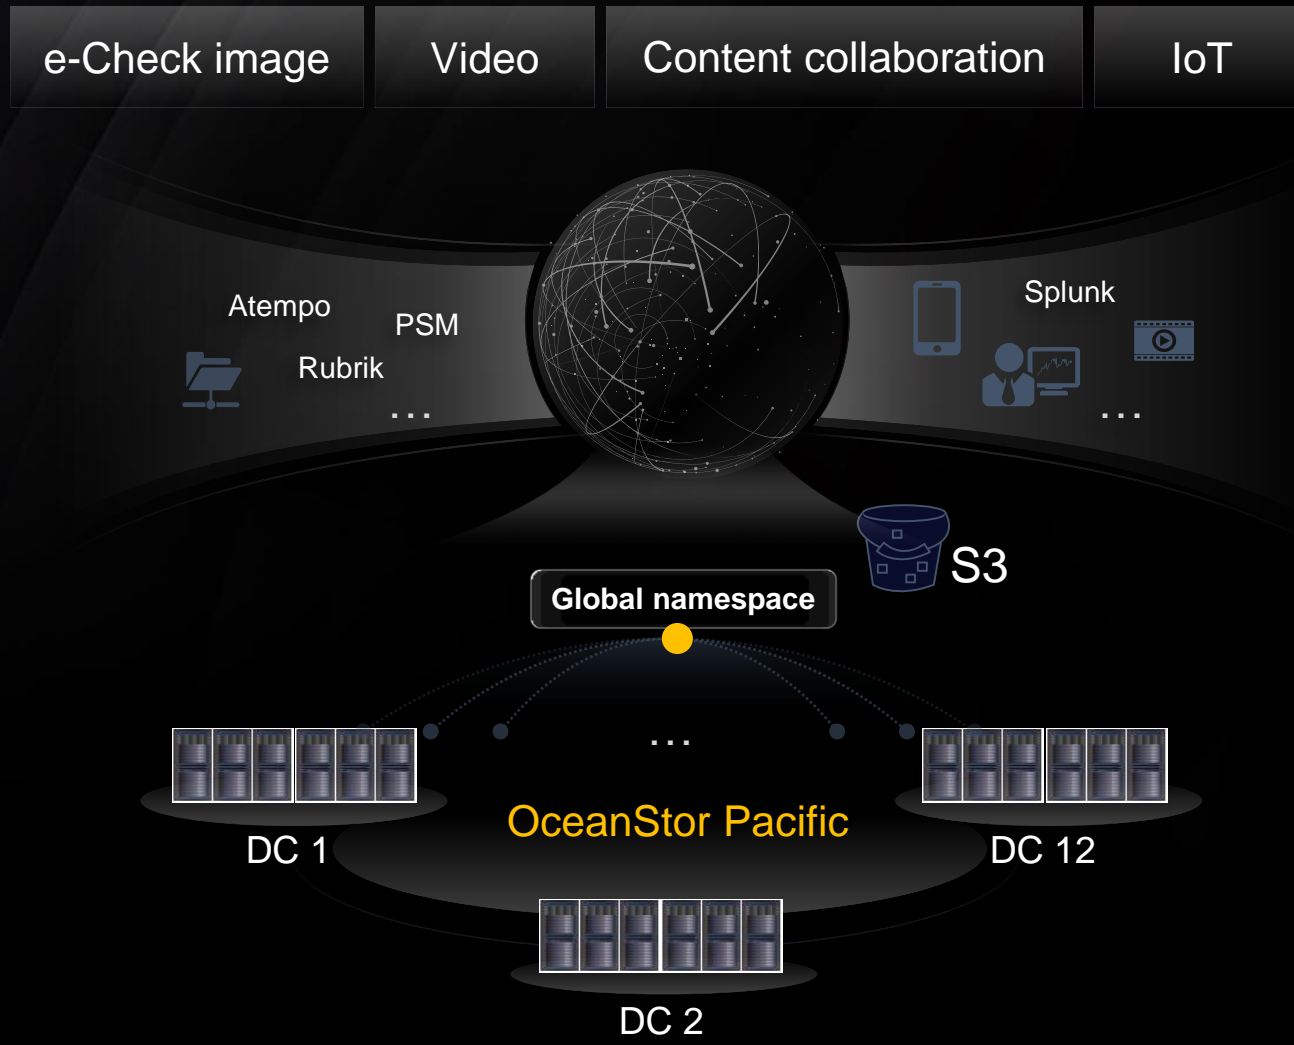 e-Check image
Video
Content collaboration
IoT
Atempo
PSM
Rubrik
...
Splunk
...
S3
Global namespace
...
OceanStor Pacific
DC 1
DC 12
DC 2